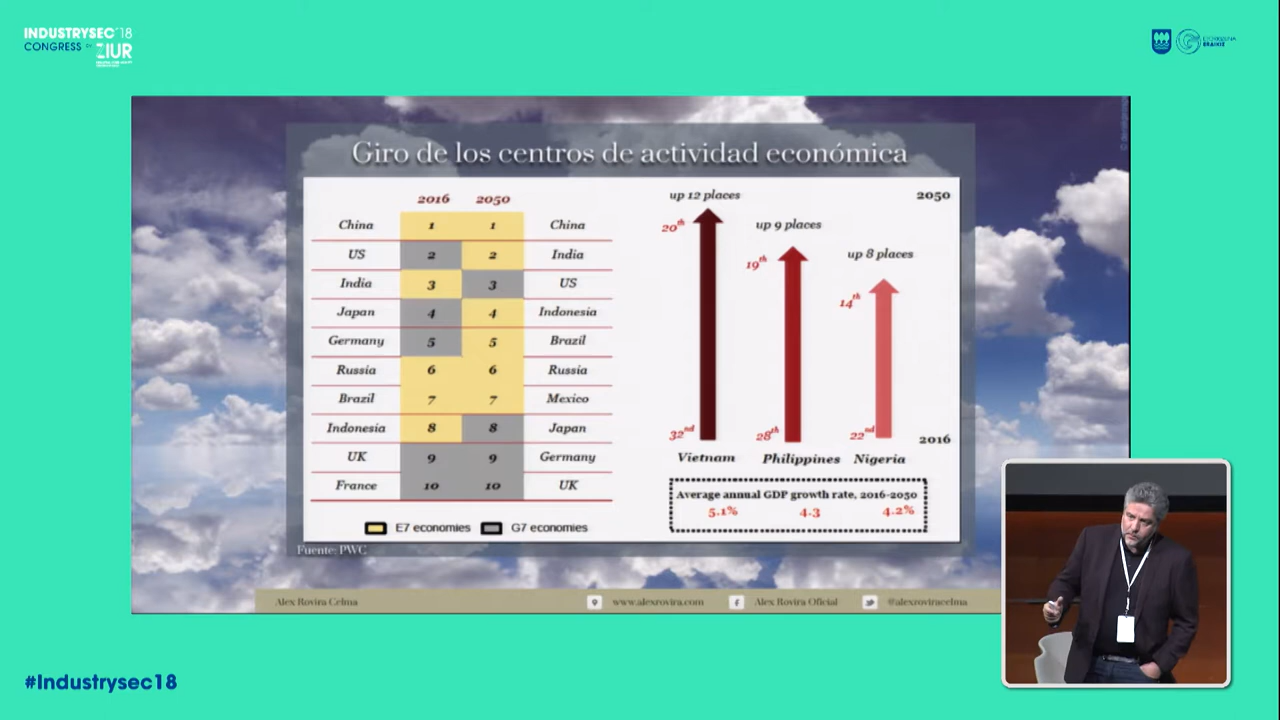 INDUSTRYSEC'18
CONGRESS BY ZIUR
Giro de los centros de actividad económica
2016 2050
China 1 1 China
US 2 2 India
India 3 3 US
Japan 4 4 Indonesia
Germany 5 5 Brazil
Russia 6 6 Russia
Brazil 7 7 Mexico
Indonesia 8 8 Japan
UK 9 9 Germany
France 10 10 UK
E7 economies G7 economies
up 12 places
up 9 places
up 8 places
2050
20th
19th
14th
32nd
28th
22nd
2016
Vietnam Philippines Nigeria
Average annual GDP growth rate, 2016-2050
5.1% 4.3 4.2%
Fuente: PWC
Alex Rovira Celma www.alexrovira.com Alex Rovira Oficial @alexroviracelma
#Industrysec18